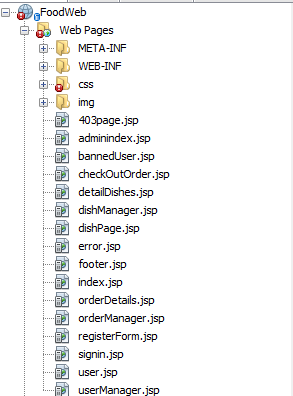 FoodWeb
Web Pages
META-INF
WEB-INF
css
img
403page.jsp
adminindex.jsp
bannedUser.jsp
checkOutOrder.jsp
detailDishes.jsp
dishManager.jsp
dishPage.jsp
error.jsp
footer.jsp
index.jsp
orderDetails.jsp
orderManager.jsp
registerForm.jsp
signin.jsp
user.jsp
userManager.jsp